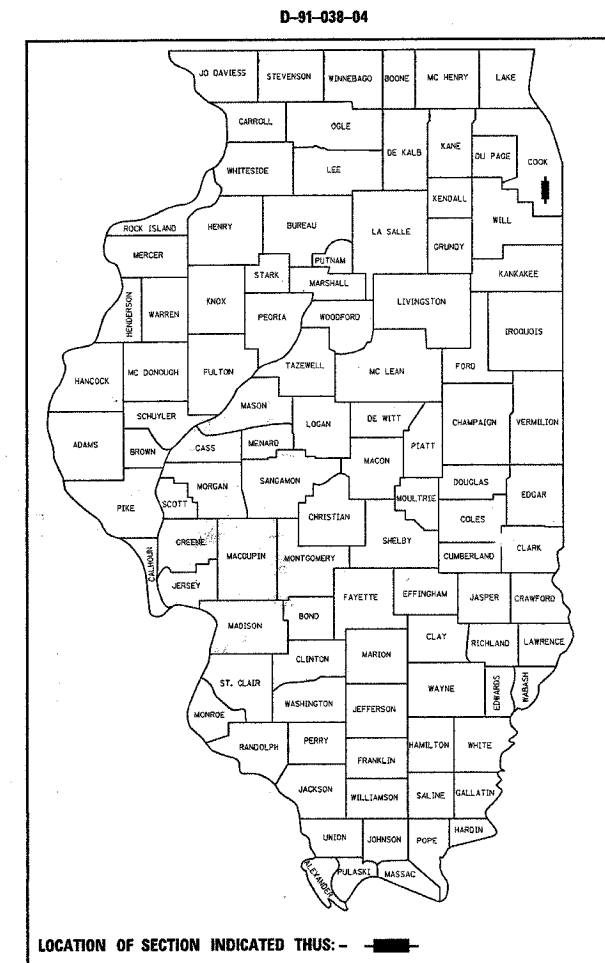 D-91-038-04
JO DAVIESS STEVENSON WINNEBAGO BOONE MC HENRY LAKE
CARROLL OGLE DE KALB KANE DU PAGE COOK
WHITESIDE LEE
KENDALL WILL
ROCK ISLAND HENRY BUREAU LA SALLE
MERCER PUTNAM GRUNDY
STARK MARSHALL KANKAKEE
HENDERSON WARREN KNOX PEORIA WOODFORD LIVINGSTON IROQUOIS
HANCOCK MC DONOUGH FULTON TAZEWELL MC LEAN FORD
SCHUYLER MASON LOGAN DE WITT CHAMPAIGN VERMILION
ADAMS BROWN CASS MENARD MACON PIATT
PIKE SCOTT MORGAN SANGAMON MOULTRIE DOUGLAS EDGAR
CHRISTIAN COLES
CALHOUN GREENE MACOUPIN MONTGOMERY SHELBY CUMBERLAND CLARK
JERSEY FAYETTE EFFINGHAM JASPER CRAWFORD
MADISON BOND
CLINTON MARION CLAY RICHLAND LAWRENCE
ST. CLAIR WAYNE EDWARDS WABASH
MONROE WASHINGTON JEFFERSON
RANDOLPH PERRY HAMILTON WHITE
FRANKLIN
JACKSON WILLIAMSON SALINE GALLATIN
UNION JOHNSON POPE HARDIN
ALEXANDER PULASKI MASSAC
LOCATION OF SECTION INDICATED THUS: -